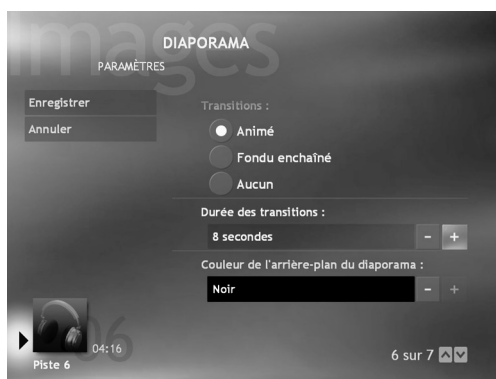 Images
DIAPORAMA
PARAMÈTRES
Enregistrer
Annuler
Transitions :
Animé
Fondu enchaîné
Aucun
Durée des transitions :
8 secondes - +
Couleur de l'arrière-plan du diaporama :
Noir - +
06
04:16
Piste 6
6 sur 7